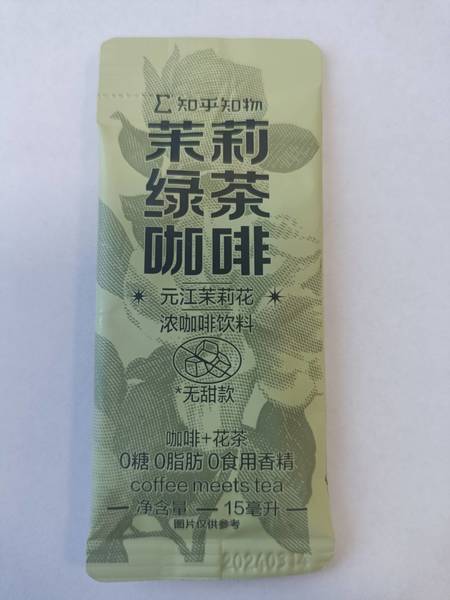 知乎知物
茉莉
绿茶
咖啡
元江茉莉花
浓咖啡饮料
*无甜款
咖啡+花茶
0糖 0脂肪 0食用香精
coffee meets tea
净含量 — 15毫升
图片仅供参考
20240314